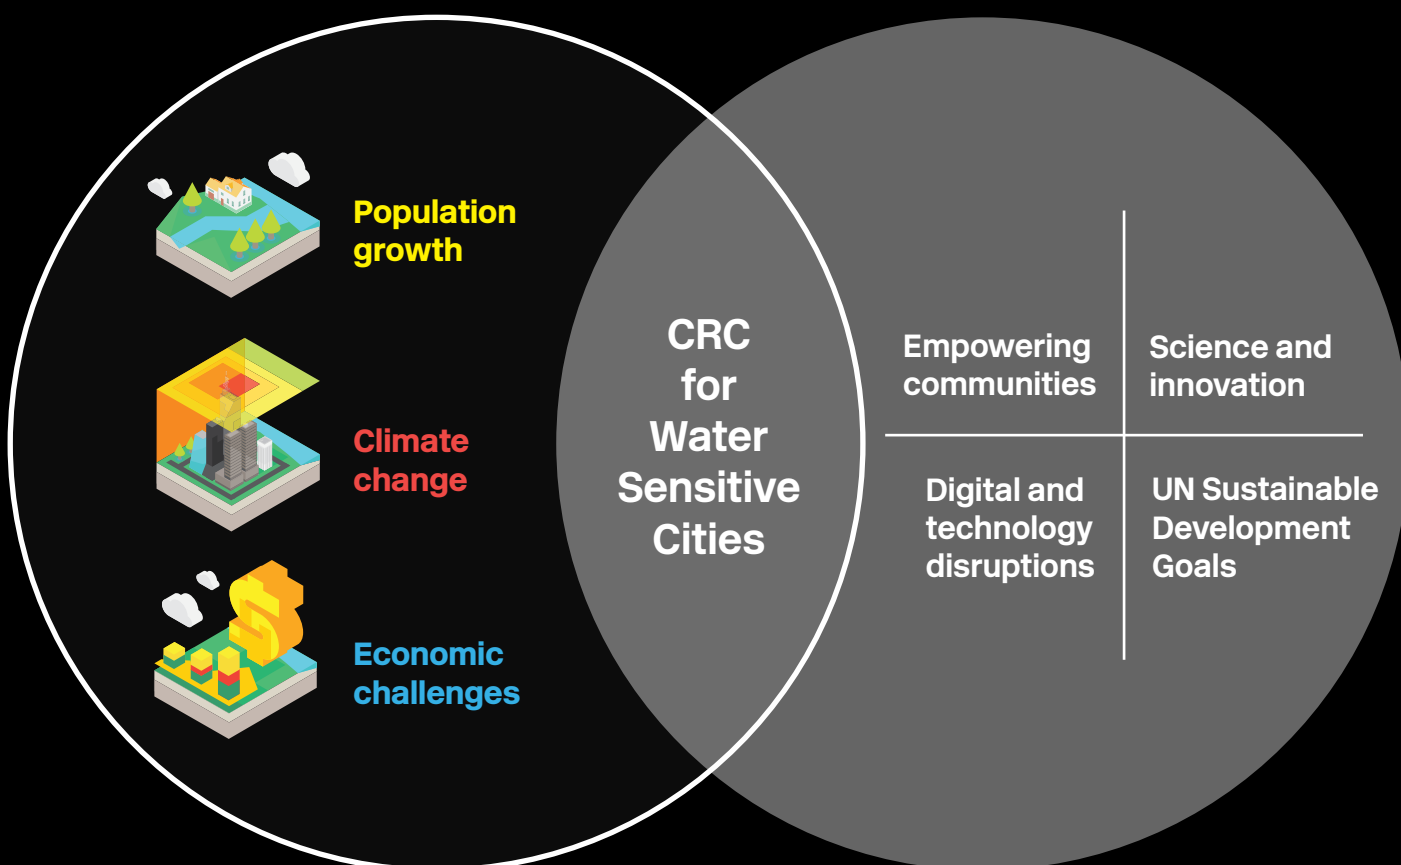 Population
growth
Climate
change
Economic
challenges
CRC
for
Water
Sensitive
Cities
Empowering
communities
Science and
innovation
Digital and
technology
disruptions
UN Sustainable
Development
Goals